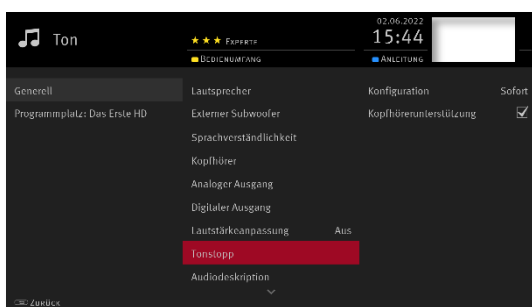 Ton
★★★ Experte
02.06.2022
15:44
Bedienumfang
Anleitung
Generell
Programmplatz: Das Erste HD
Lautsprecher
Externer Subwoofer
Sprachverständlichkeit
Kopfhörer
Analoger Ausgang
Digitaler Ausgang
Lautstärkeanpassung Aus
Tonstopp
Audiodeskription
Konfiguration Sofort
Kopfhörerunterstützung
Zurück